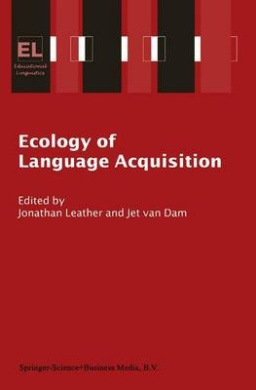 EL
Educational
Linguistics
Ecology of
Language Acquisition
Edited by
Jonathan Leather and Jet van Dam
Springer-Science+Business Media, B.V.